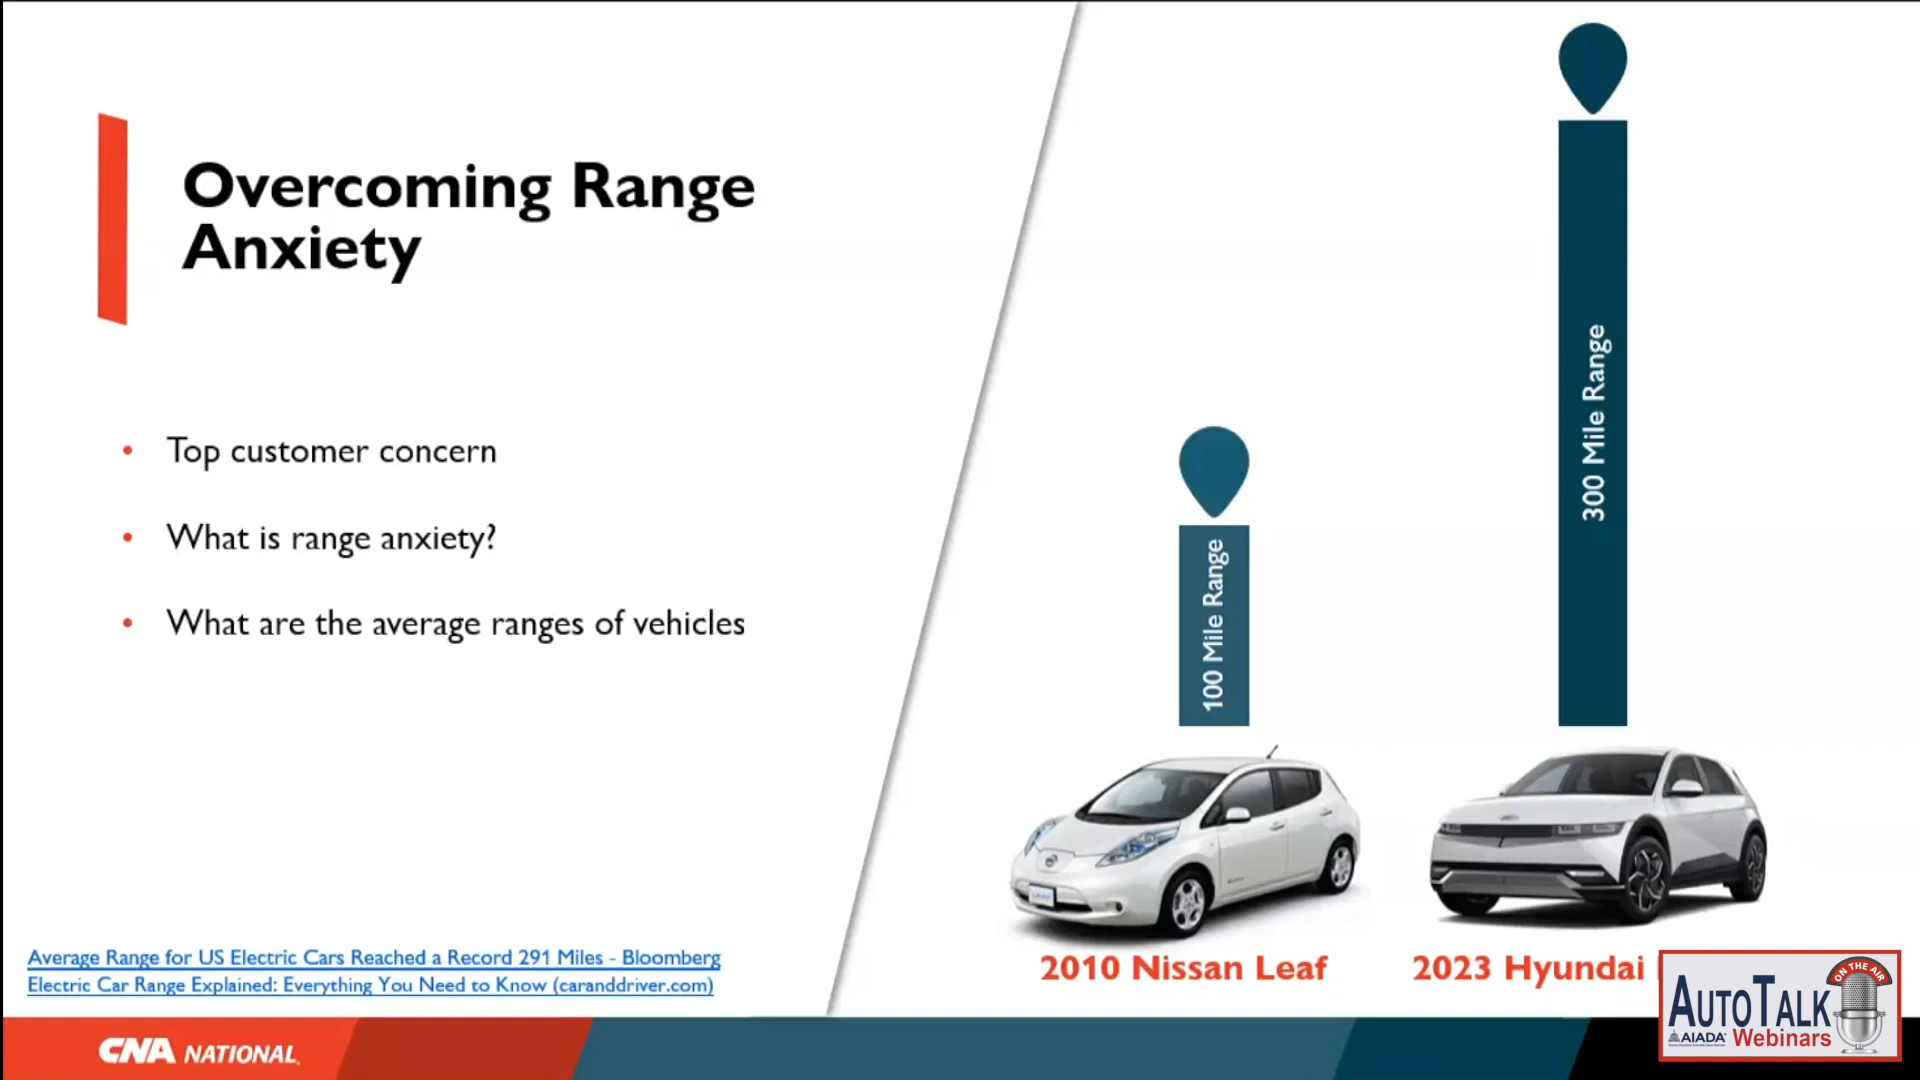 Overcoming Range
Anxiety
• Top customer concern
• What is range anxiety?
• What are the average ranges of vehicles
Average Range for US Electric Cars Reached a Record 291 Miles - Bloomberg
Electric Car Range Explained: Everything You Need to Know (caranddriver.com)
100 Mile Range
300 Mile Range
2010 Nissan Leaf
2023 Hyundai
CNA NATIONAL
ON THE AIR
AUTOTALK
AIADA Webinars